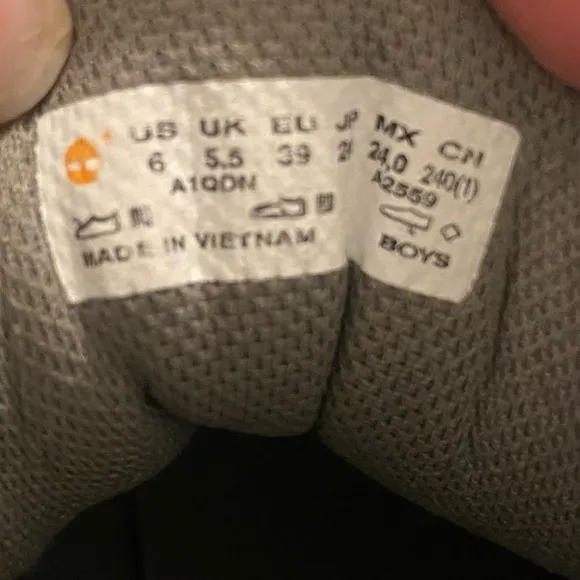 US UK EU JP MX CN
6 5.5 39 24.0 240(1)
A1QDN A2559
MADE IN VIETNAM BOYS